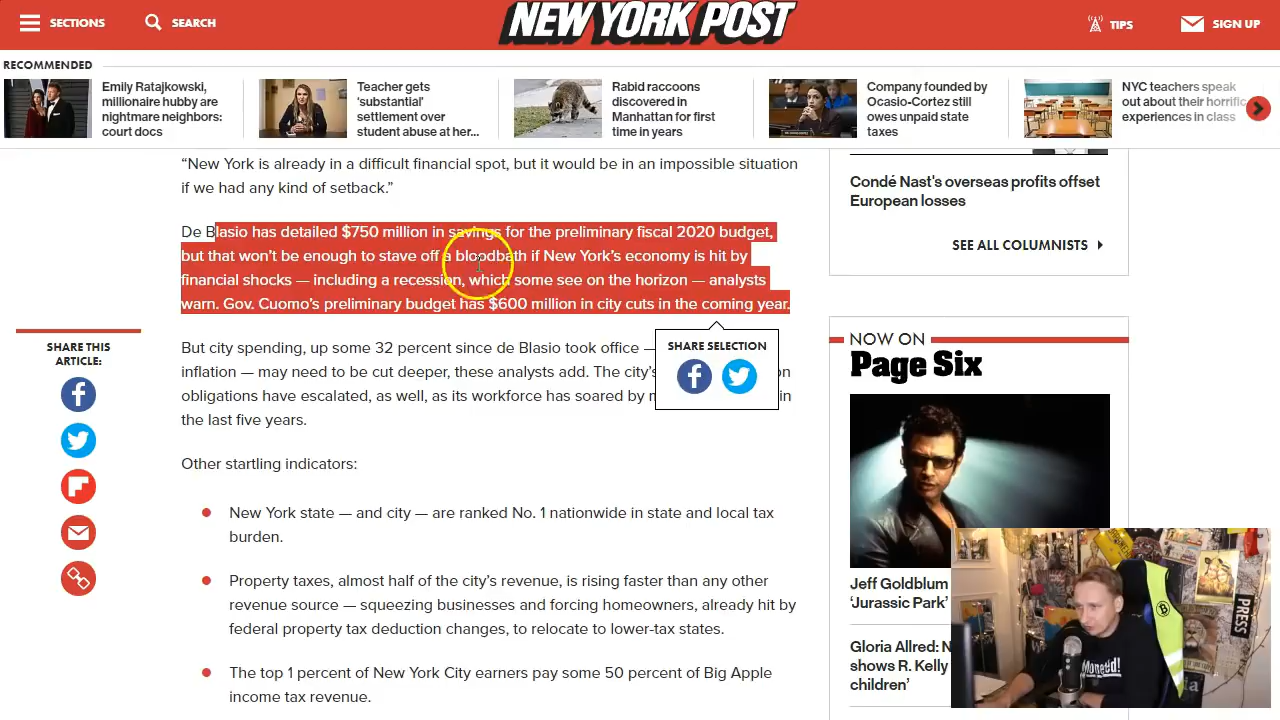 SECTIONS
SEARCH
NEW YORK POST
TIPS
SIGN UP
RECOMMENDED
Emily Ratajkowski,
millionaire hubby are
nightmare neighbors:
court docs
Teacher gets
‘substantial’
settlement over
student abuse at her...
Rabid raccoons
discovered in
Manhattan for first
time in years
Company founded by
Ocasio-Cortez still
owes unpaid state
taxes
NYC teachers speak
out about their horrific
experiences in class
“New York is already in a difficult financial spot, but it would be in an impossible situation
if we had any kind of setback.”
De Blasio has detailed $750 million in savings for the preliminary fiscal 2020 budget,
but that won’t be enough to stave off a bloodbath if New York’s economy is hit by
financial shocks — including a recession, which some see on the horizon — analysts
warn. Gov. Cuomo’s preliminary budget has $600 million in city cuts in the coming year.
SHARE SELECTION
But city spending, up some 32 percent since de Blasio took office —
inflation — may need to be cut deeper, these analysts add. The city’s
obligations have escalated, as well, as its workforce has soared by in
the last five years.
Other startling indicators:
New York state — and city — are ranked No. 1 nationwide in state and local tax
burden.
Property taxes, almost half of the city’s revenue, is rising faster than any other
revenue source — squeezing businesses and forcing homeowners, already hit by
federal property tax deduction changes, to relocate to lower-tax states.
The top 1 percent of New York City earners pay some 50 percent of Big Apple
income tax revenue.
SHARE THIS
ARTICLE:
Condé Nast's overseas profits offset
European losses
SEE ALL COLUMNISTS
NOW ON
Page Six
Jeff Goldblum
‘Jurassic Park’
Gloria Allred:
shows R. Kelly
children’
PRESS